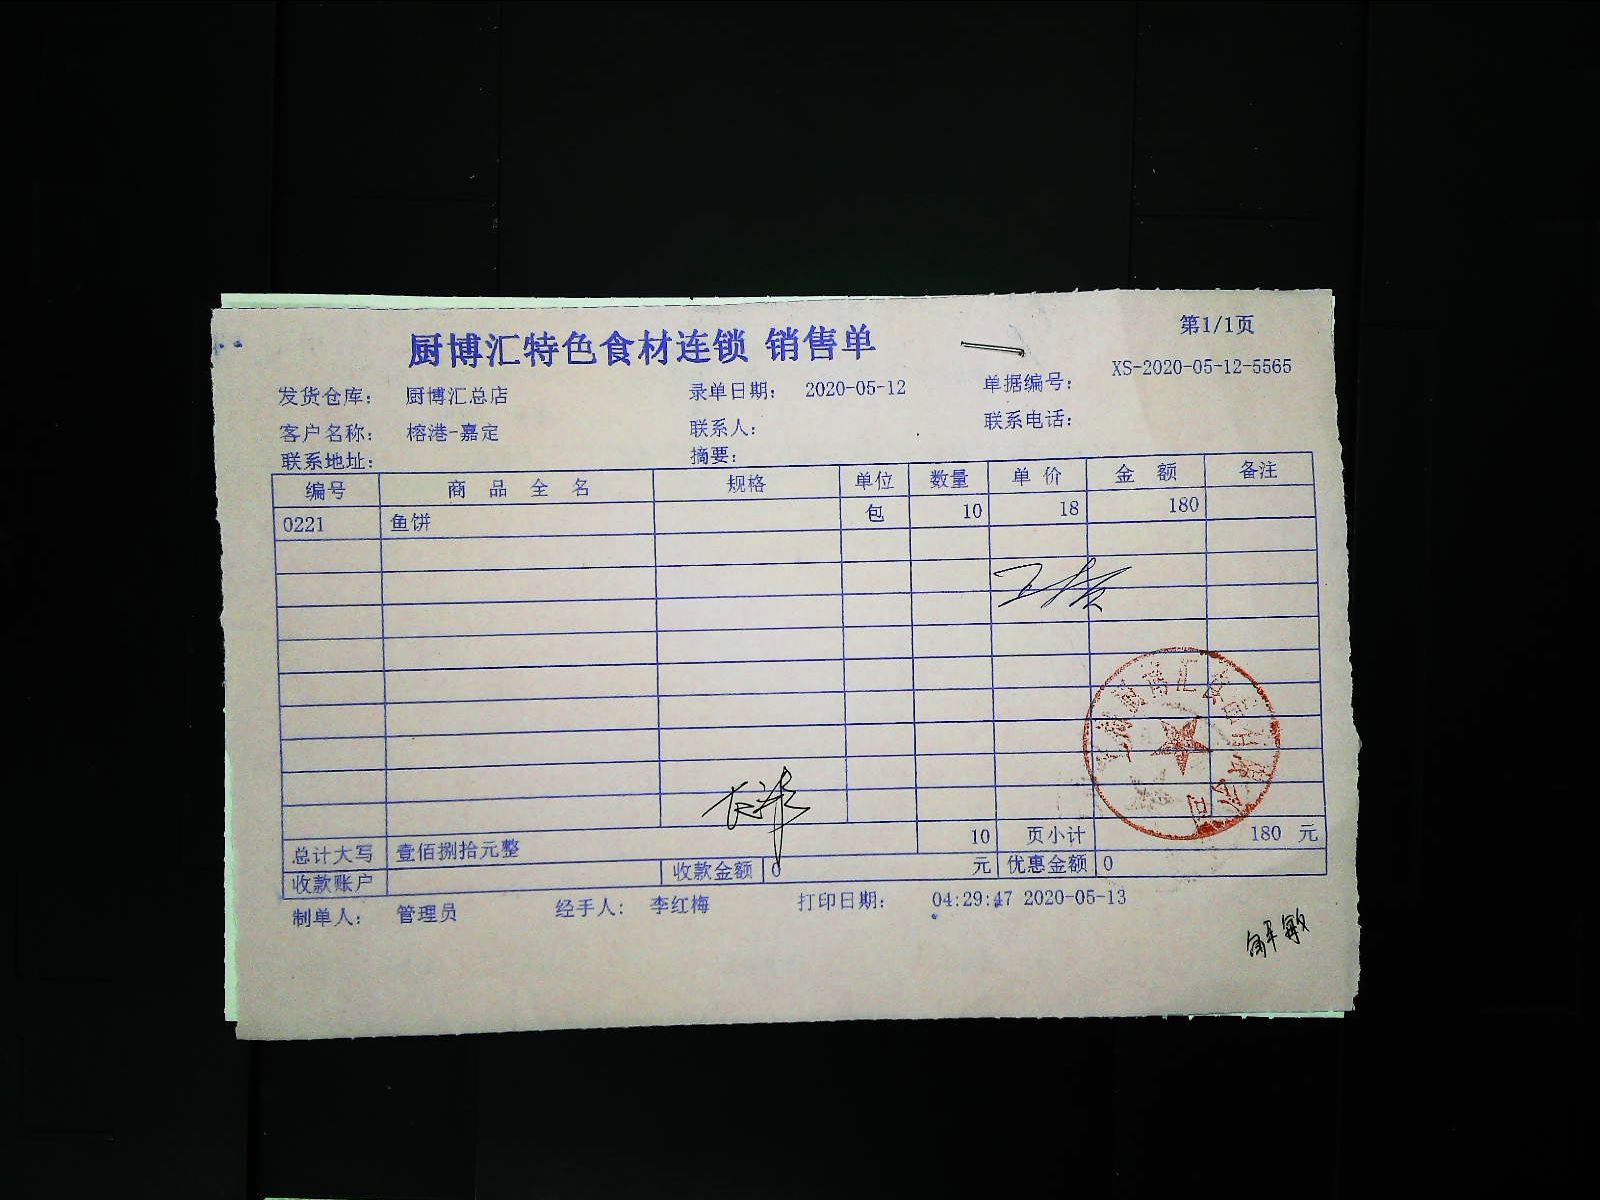 厨博汇特色食材连锁 销售单
第1/1页
发货仓库: 厨博汇总店 录单日期: 2020-05-12 单据编号: XS-2020-05-12-5565
客户名称: 榕港-嘉定 联系人: 联系电话:
联系地址: 摘要:
编号 商品全名 规格 单位 数量 单价 金额 备注
0221 鱼饼 包 10 18 180
总计大写 壹佰捌拾元整 10 页小计 180 元
收款账户 收款金额 0 元 优惠金额 0
制单人: 管理员 经手人: 李红梅 打印日期: 04:29:47 2020-05-13